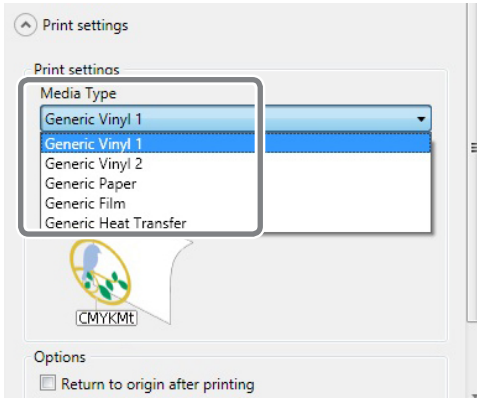 Print settings
Print settings
Media Type
Generic Vinyl 1
Generic Vinyl 1
Generic Vinyl 2
Generic Paper
Generic Film
Generic Heat Transfer
CMYKMt
Options
Return to origin after printing